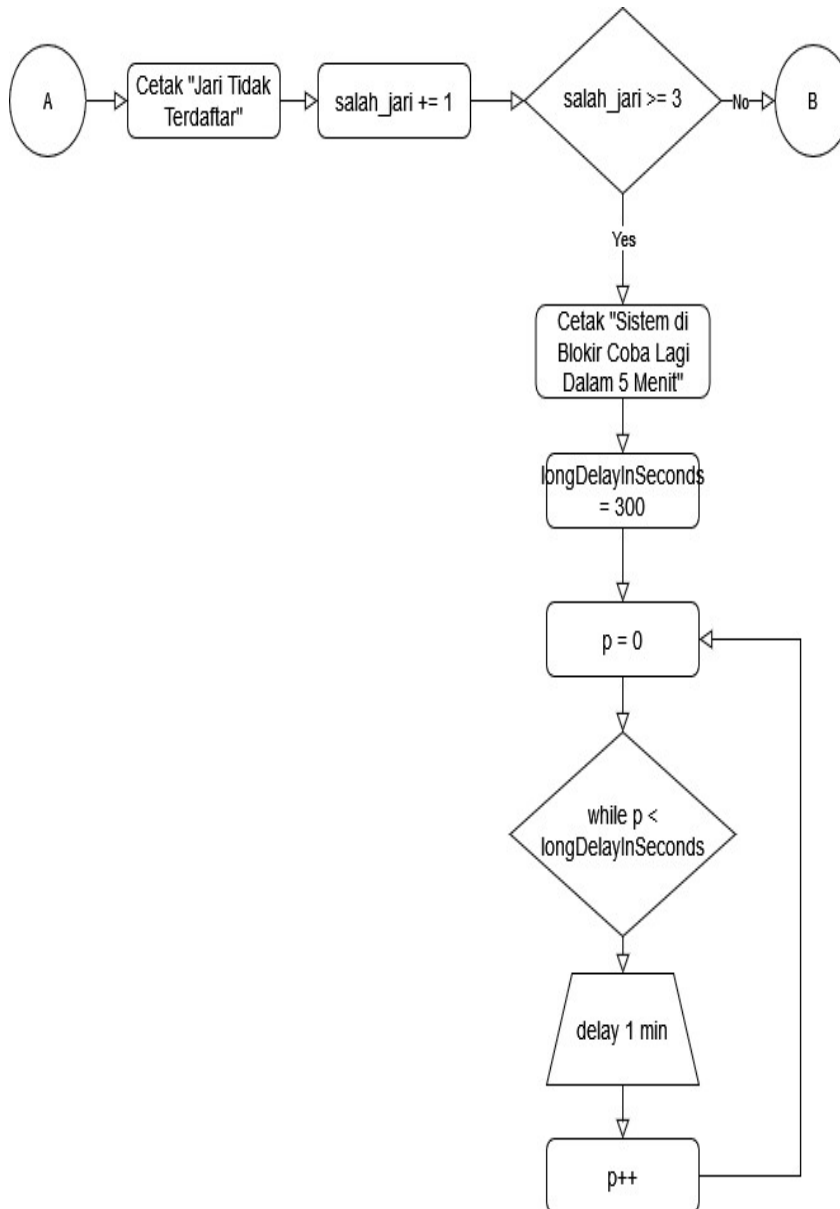 A
Cetak "Jari Tidak
Terdaftar"
salah_jari += 1
salah_jari >= 3
No
B
Yes
Cetak "Sistem di
Blokir Coba Lagi
Dalam 5 Menit"
longDelayInSeconds
= 300
p = 0
while p <
longDelayInSeconds
delay 1 min
p++